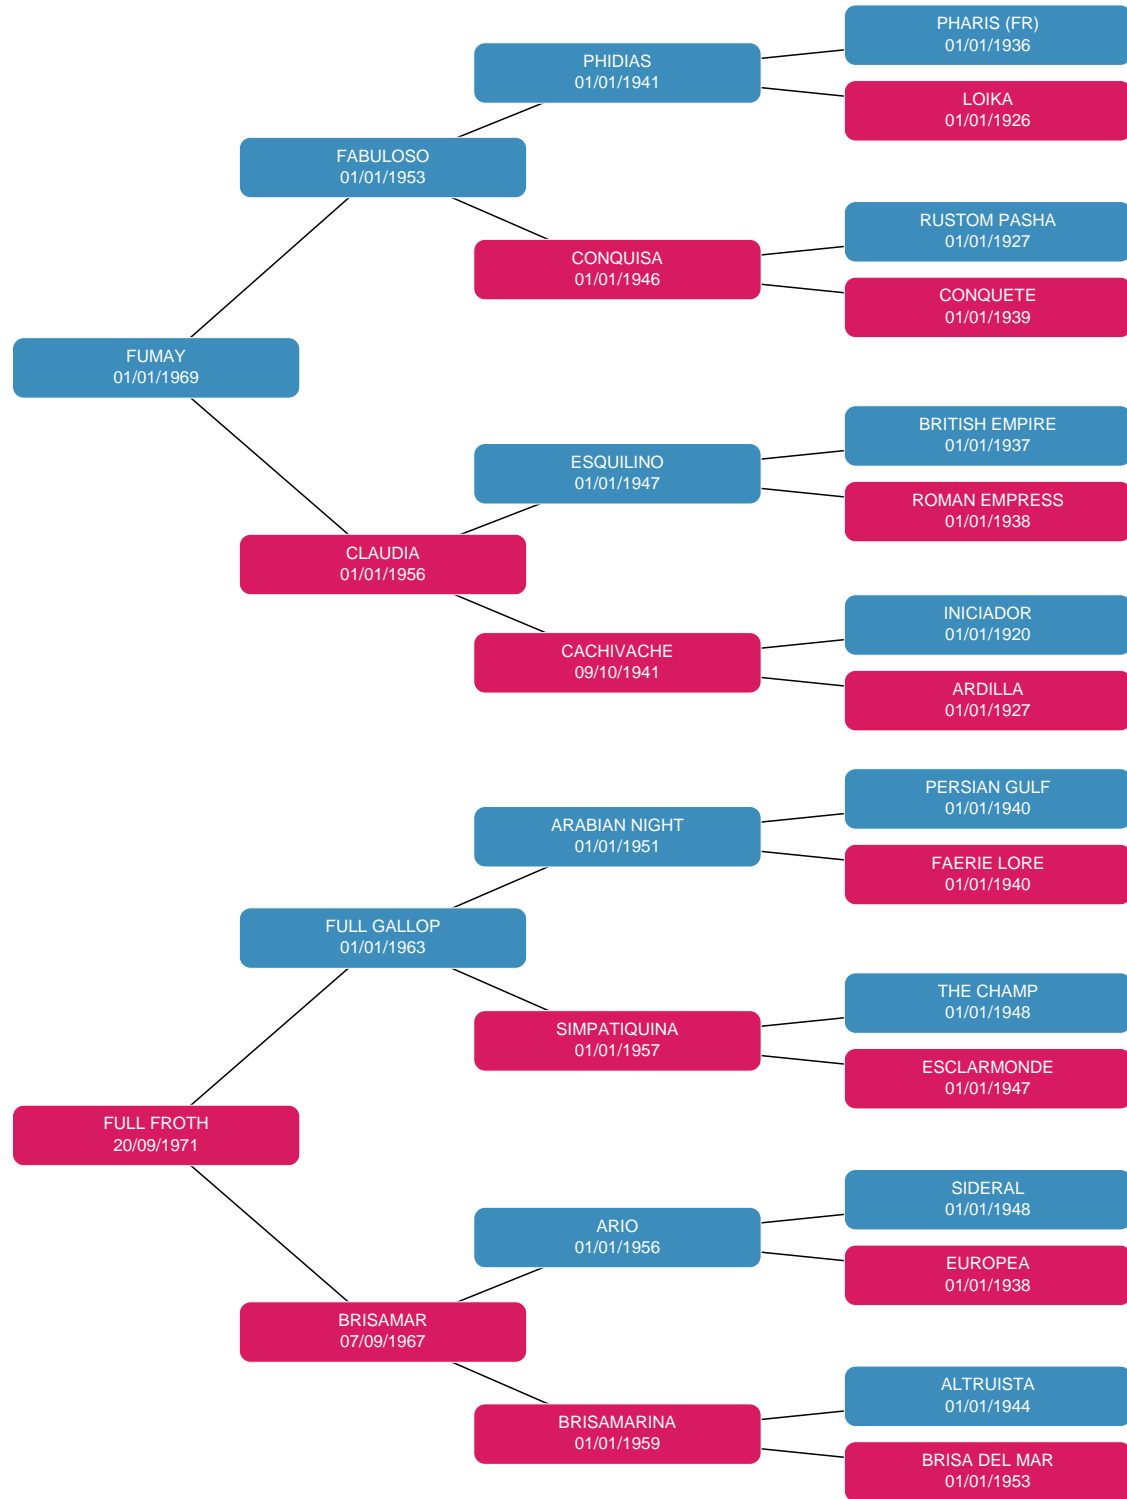 PHARIS (FR)
01/01/1936
PHIDIAS
01/01/1941
LOIKA
01/01/1926
FABULOSO
01/01/1953
RUSTOM PASHA
01/01/1927
CONQUISA
01/01/1946
CONQUETE
01/01/1939
FUMAY
01/01/1969
BRITISH EMPIRE
01/01/1937
ESQUILINO
01/01/1947
ROMAN EMPRESS
01/01/1938
CLAUDIA
01/01/1956
INICIADOR
01/01/1920
CACHIVACHE
09/10/1941
ARDILLA
01/01/1927
PERSIAN GULF
01/01/1940
ARABIAN NIGHT
01/01/1951
FAERIE LORE
01/01/1940
FULL GALLOP
01/01/1963
THE CHAMP
01/01/1948
SIMPATIQUINA
01/01/1957
ESCLARMONDE
01/01/1947
FULL FROTH
20/09/1971
SIDERAL
01/01/1948
ARIO
01/01/1956
EUROPEA
01/01/1938
BRISAMAR
07/09/1967
ALTRUISTA
01/01/1944
BRISAMARINA
01/01/1959
BRISA DEL MAR
01/01/1953